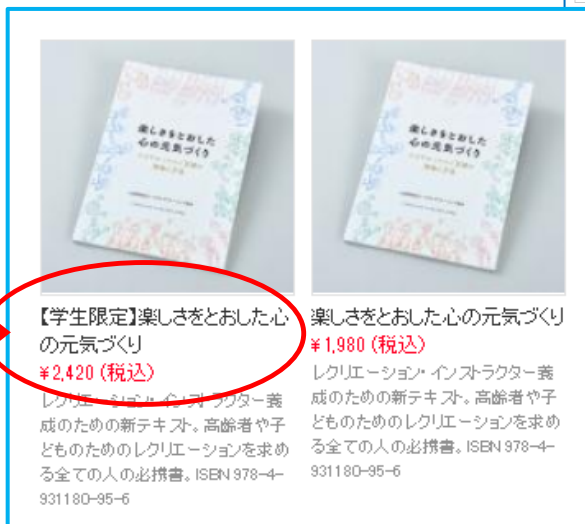 楽しさをとおした
心の元気づくり
【学生限定】楽しさをとおした心
の元気づくり
¥2,420 (税込)
レクリエーション・インストラクター養
成のための新テキスト。高齢者や子
どものためのレクリエーションを求め
る全ての人の必携書。ISBN 978-4-
931180-95-6
楽しさをとおした
心の元気づくり
楽しさをとおした心の元気づくり
¥1,980 (税込)
レクリエーション・インストラクター養
成のための新テキスト。高齢者や子
どものためのレクリエーションを求め
る全ての人の必携書。ISBN 978-4-
931180-95-6